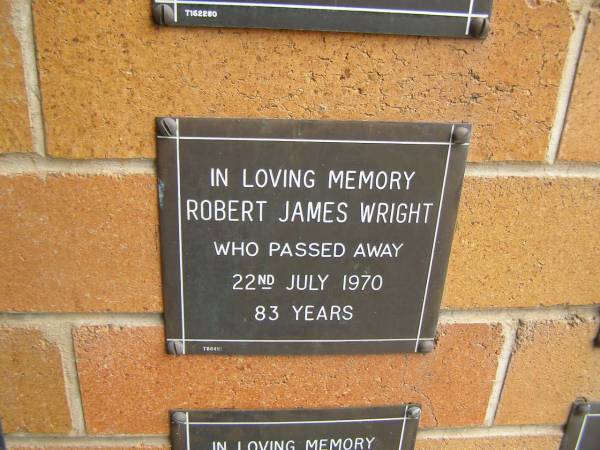 T162280
IN LOVING MEMORY
ROBERT JAMES WRIGHT
WHO PASSED AWAY
22ND JULY 1970
83 YEARS
IN LOVING MEMORY